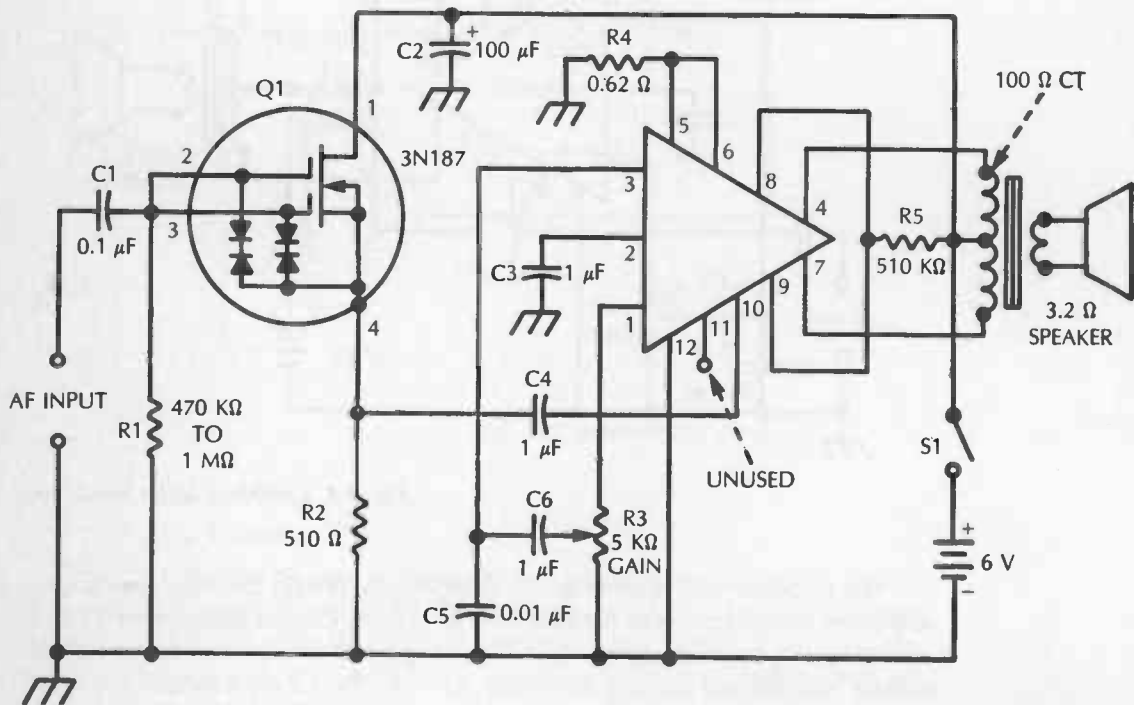 C2
+
100 μF
R4
0.62 Ω
100 Ω CT
Q1
1
2
3N187
C1
3
0.1 μF
4
5
6
3
8
4
2
R5
7
510 KΩ
C3
1 μF
9
10
1
11
12
3.2 Ω
SPEAKER
AF INPUT
R1
470 KΩ
TO
1 MΩ
C4
1 μF
S1
UNUSED
R2
510 Ω
C6
1 μF
R3
5 KΩ
GAIN
+
6 V
−
C5
0.01 μF